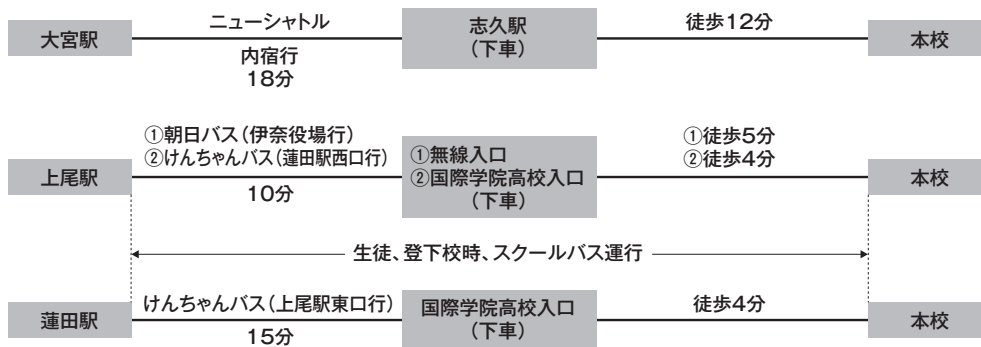 大宮駅
ニューシャトル
内宿行
18分
志久駅
(下車)
徒歩12分
本校
上尾駅
①朝日バス(伊奈役場行)
②けんちゃんバス(蓮田駅西口行)
10分
①無線入口
②国際学院高校入口
(下車)
①徒歩5分
②徒歩4分
本校
生徒、登下校時、スクールバス運行
蓮田駅
けんちゃんバス(上尾駅東口行)
15分
国際学院高校入口
(下車)
徒歩4分
本校